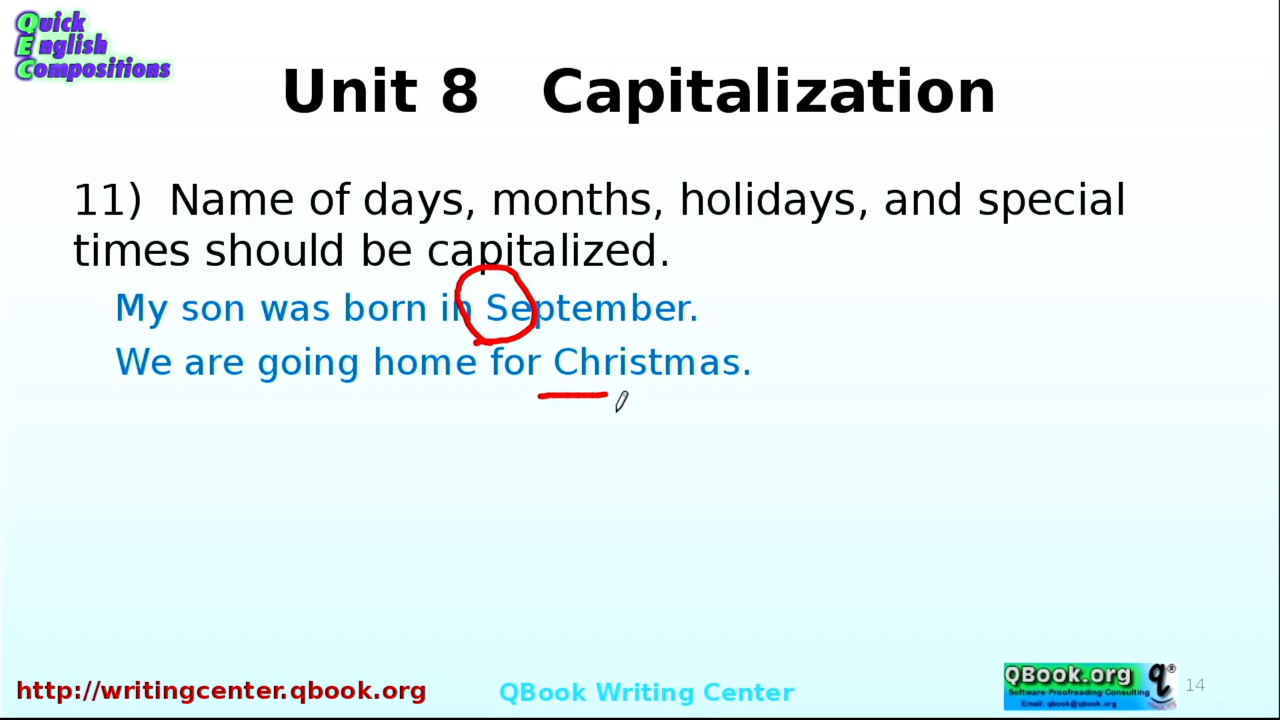 Quick
English
Compositions
Unit 8 Capitalization
11) Name of days, months, holidays, and special
times should be capitalized.
My son was born in September.
We are going home for Christmas.
http://writingcenter.qbook.org
QBook Writing Center
QBook.org
Software-Proofreading-Consulting
Email: qbook@qbook.org
q®
14